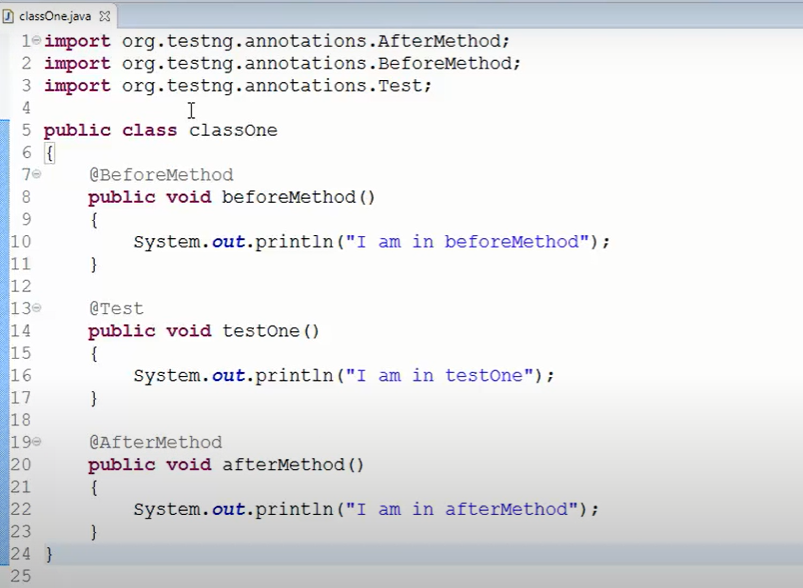 classOne.java
1 import org.testng.annotations.AfterMethod;
2 import org.testng.annotations.BeforeMethod;
3 import org.testng.annotations.Test;
4
5 public class classOne
6 {
7 @BeforeMethod
8 public void beforeMethod()
9 {
10 System.out.println("I am in beforeMethod");
11 }
12
13 @Test
14 public void testOne()
15 {
16 System.out.println("I am in testOne");
17 }
18
19 @AfterMethod
20 public void afterMethod()
21 {
22 System.out.println("I am in afterMethod");
23 }
24 }
25